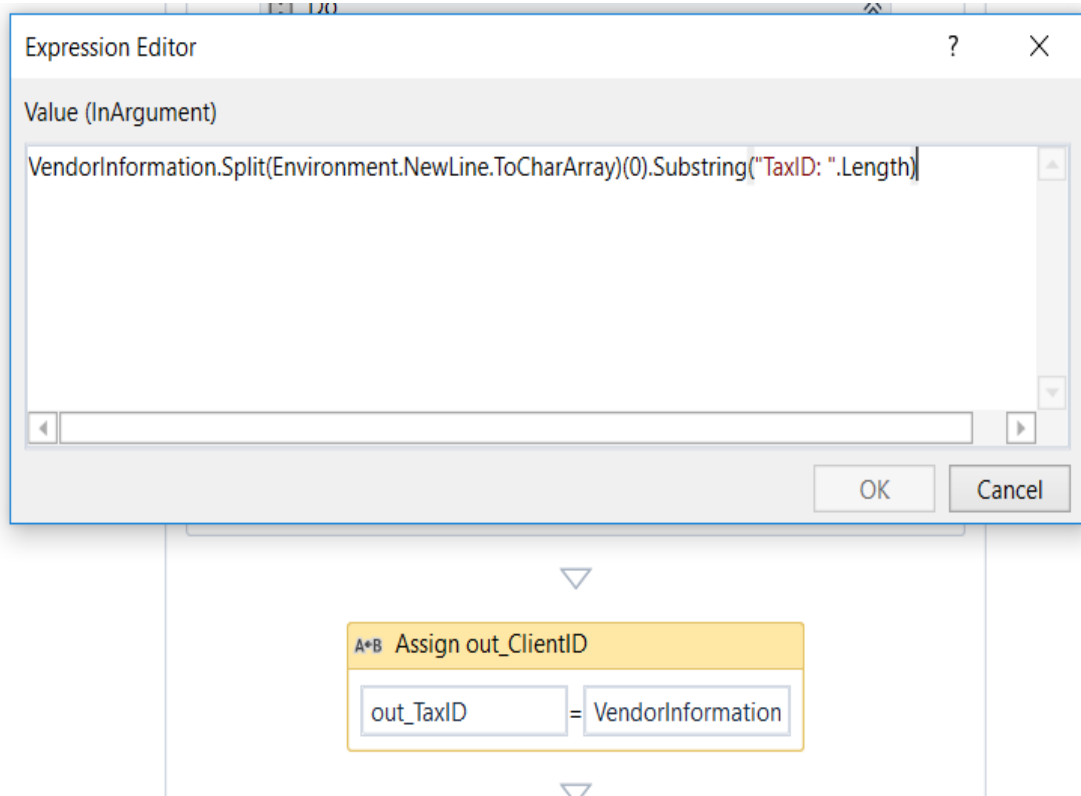 Do
Expression Editor ?
Value (InArgument)
VendorInformation.Split(Environment.NewLine.ToCharArray)(0).Substring("TaxID: ".Length)
OK Cancel
A*B Assign out_ClientID
out_TaxID = VendorInformation